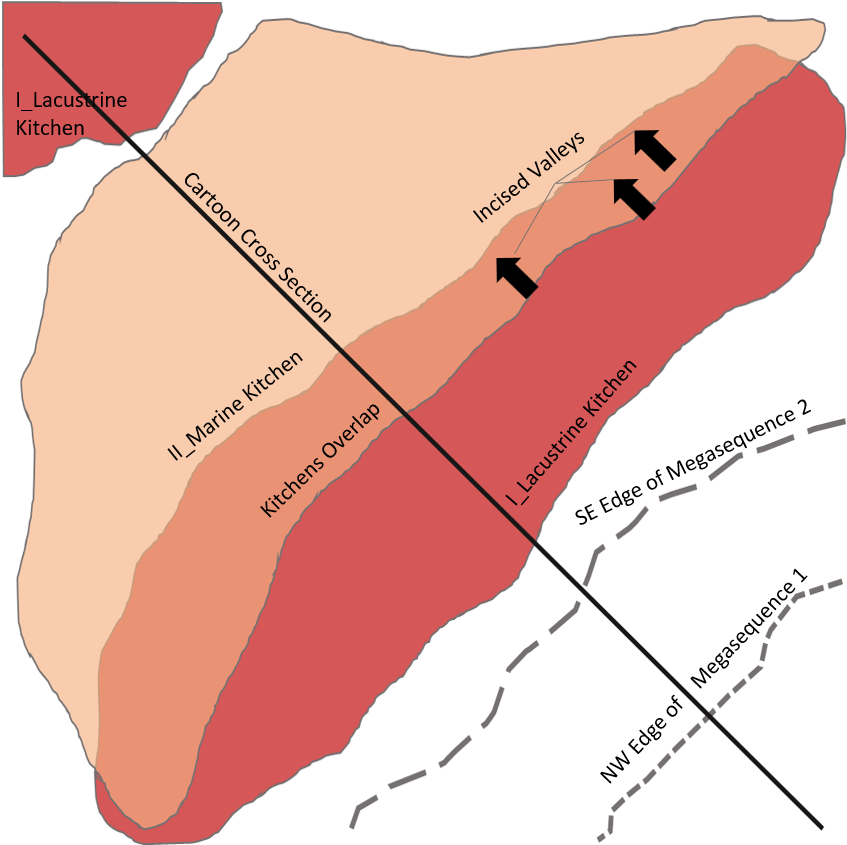 I_Lacustrine
Kitchen
Cartoon Cross Section
Incised Valleys
II_Marine Kitchen
Kitchens Overlap
I_Lacustrine Kitchen
SE Edge of Megasequence 2
NW Edge of Megasequence 1